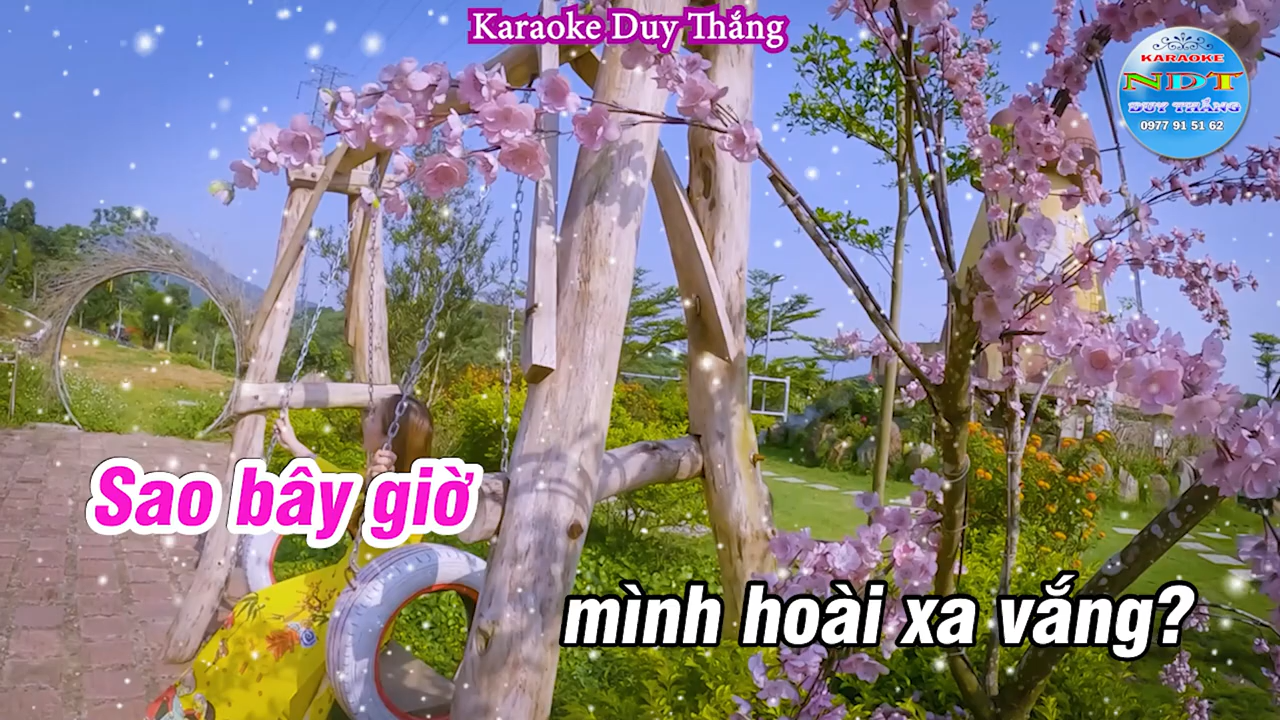 Karaoke Duy Thắng
KARAOKE
NDT
DUY THẮNG
0977 91 51 62
Sao bây giờ
mình hoài xa vắng?